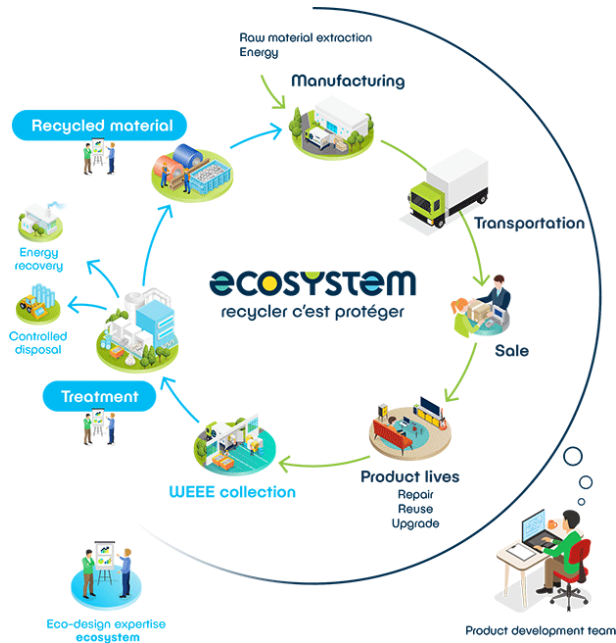 Raw material extraction
Energy
Manufacturing
Recycled material
Transportation
Energy
recovery
ecosystem
recycler c'est protéger
Controlled
disposal
Sale
Treatment
Product lives
Repair
Reuse
Upgrade
WEEE collection
Eco-design expertise
ecosystem
Product development team